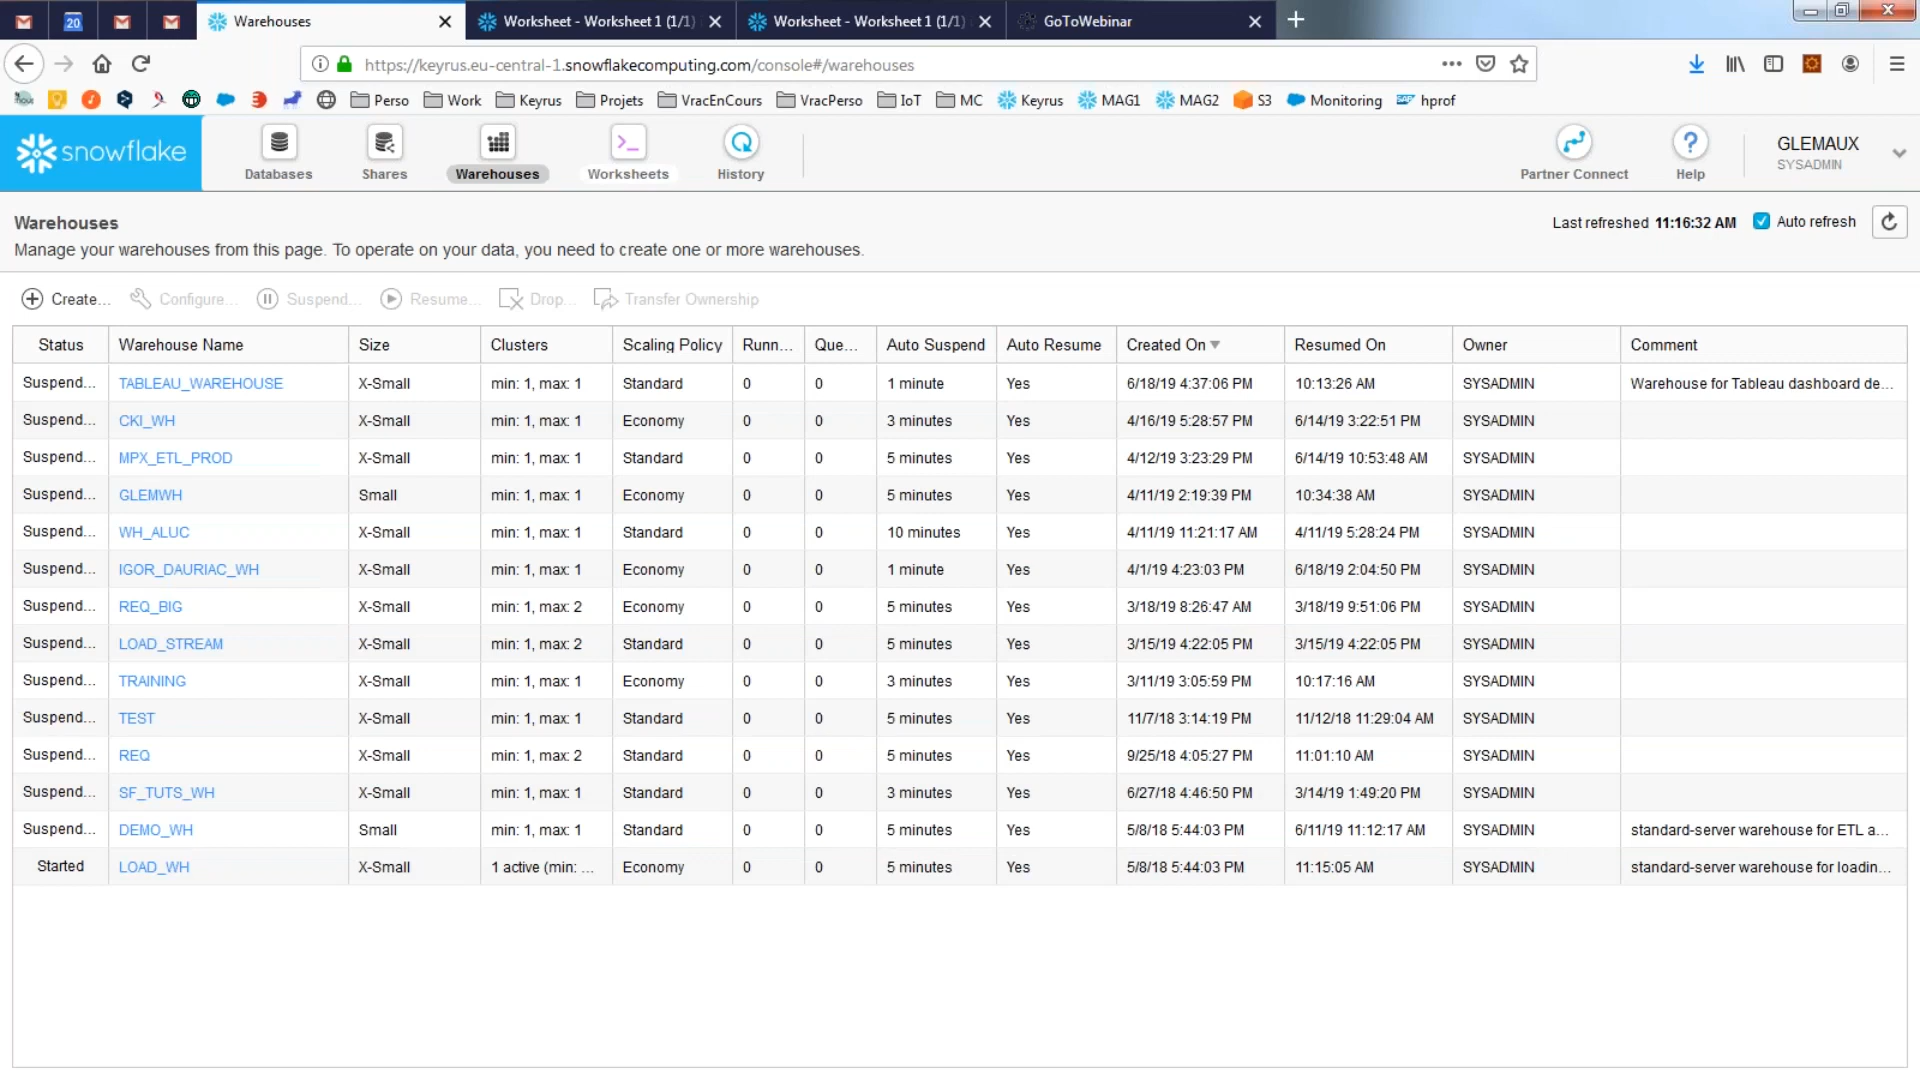 20 Warehouses Worksheet - Worksheet 1 (1/1) Worksheet - Worksheet 1 (1/1) GoToWebinar
https://keyrus.eu-central-1.snowflakecomputing.com/console#/warehouses
Perso Work Keyrus Projets VracEnCours VracPerso IoT MC Keyrus MAG1 MAG2 S3 Monitoring hprof
snowflake Databases Shares Warehouses Worksheets History Partner Connect Help GLEMAUX
SYSADMIN
Warehouses
Last refreshed 11:16:32 AM Auto refresh
Manage your warehouses from this page. To operate on your data, you need to create one or more warehouses.
Create... Configure... Suspend... Resume... Drop... Transfer Ownership
Status Warehouse Name Size Clusters Scaling Policy Runn... Que... Auto Suspend Auto Resume Created On Resumed On Owner Comment
Suspend... TABLEAU_WAREHOUSE X-Small min: 1, max: 1 Standard 0 0 1 minute Yes 6/18/19 4:37:06 PM 10:13:26 AM SYSADMIN Warehouse for Tableau dashboard de...
Suspend... CKI_WH X-Small min: 1, max: 1 Economy 0 0 3 minutes Yes 4/16/19 5:28:57 PM 6/14/19 3:22:51 PM SYSADMIN
Suspend... MPX_ETL_PROD X-Small min: 1, max: 1 Standard 0 0 5 minutes Yes 4/12/19 3:23:29 PM 6/14/19 10:53:48 AM SYSADMIN
Suspend... GLEMWH Small min: 1, max: 1 Economy 0 0 5 minutes Yes 4/11/19 2:19:39 PM 10:34:38 AM SYSADMIN
Suspend... WH_ALUC X-Small min: 1, max: 1 Standard 0 0 10 minutes Yes 4/11/19 11:21:17 AM 4/11/19 5:28:24 PM SYSADMIN
Suspend... IGOR_DAURIAC_WH X-Small min: 1, max: 1 Economy 0 0 1 minute Yes 4/1/19 4:23:03 PM 6/18/19 2:04:50 PM SYSADMIN
Suspend... REQ_BIG X-Small min: 1, max: 2 Economy 0 0 5 minutes Yes 3/18/19 8:26:47 AM 3/18/19 9:51:06 PM SYSADMIN
Suspend... LOAD_STREAM X-Small min: 1, max: 2 Standard 0 0 5 minutes Yes 3/15/19 4:22:05 PM 3/15/19 4:22:05 PM SYSADMIN
Suspend... TRAINING X-Small min: 1, max: 1 Economy 0 0 3 minutes Yes 3/11/19 3:05:59 PM 10:17:16 AM SYSADMIN
Suspend... TEST X-Small min: 1, max: 1 Standard 0 0 5 minutes Yes 11/7/18 3:14:19 PM 11/12/18 11:29:04 AM SYSADMIN
Suspend... REQ X-Small min: 1, max: 2 Standard 0 0 5 minutes Yes 9/25/18 4:05:27 PM 11:01:10 AM SYSADMIN
Suspend... SF_TUTS_WH X-Small min: 1, max: 1 Standard 0 0 3 minutes Yes 6/27/18 4:46:50 PM 3/14/19 1:49:20 PM SYSADMIN
Suspend... DEMO_WH Small min: 1, max: 1 Standard 0 0 5 minutes Yes 5/8/18 5:44:03 PM 6/11/19 11:12:17 AM SYSADMIN standard-server warehouse for ETL a...
Started LOAD_WH X-Small 1 active (min: ... Economy 0 0 5 minutes Yes 5/8/18 5:44:03 PM 11:15:05 AM SYSADMIN standard-server warehouse for loadin...